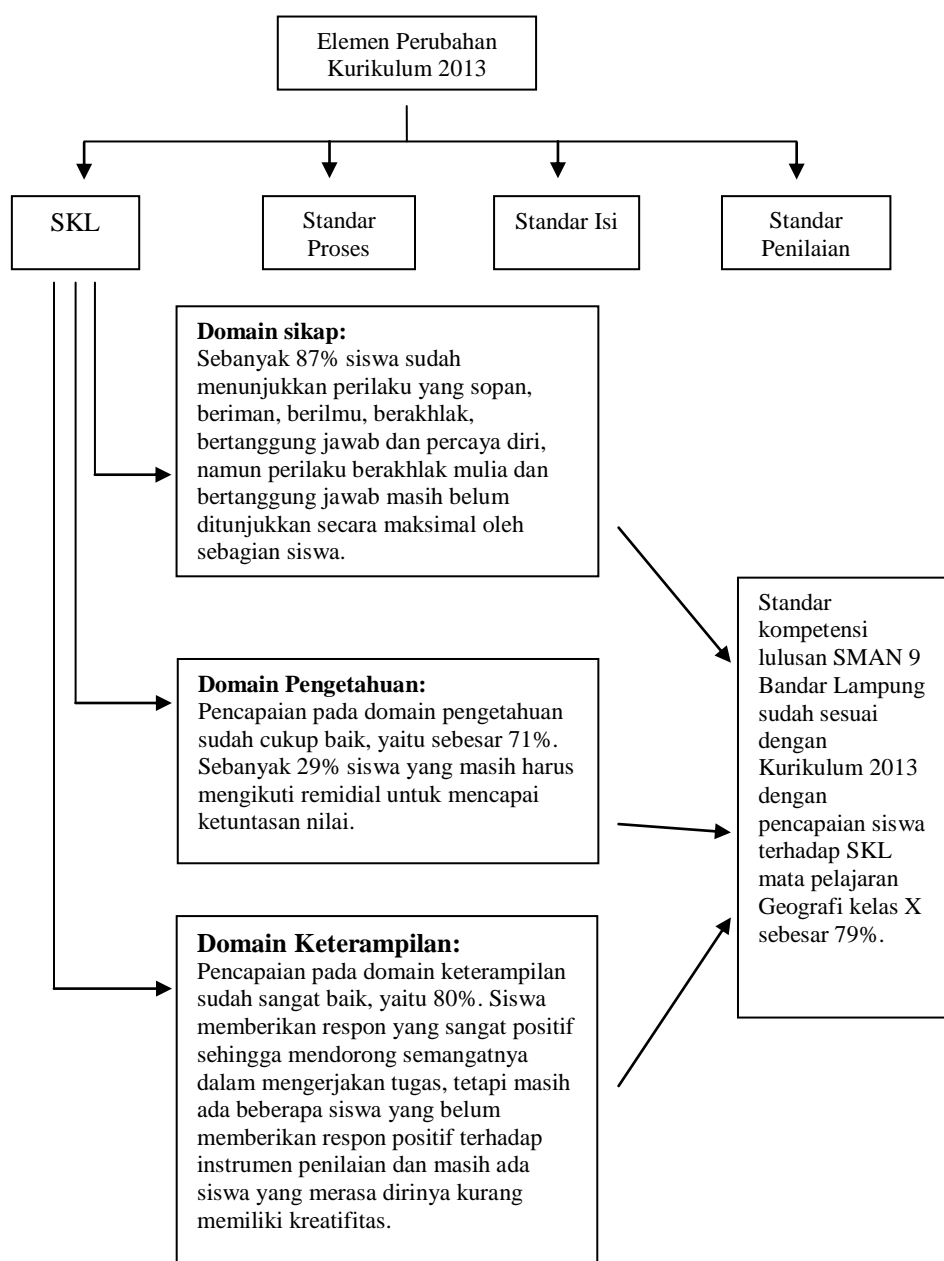 Elemen Perubahan
Kurikulum 2013
SKL
Standar
Proses
Standar Isi
Standar
Penilaian
Domain sikap:
Sebanyak 87% siswa sudah
menunjukkan perilaku yang sopan,
beriman, berilmu, berakhlak,
bertanggung jawab dan percaya diri,
namun perilaku berakhlak mulia dan
bertanggung jawab masih belum
ditunjukkan secara maksimal oleh
sebagian siswa.
Domain Pengetahuan:
Pencapaian pada domain pengetahuan
sudah cukup baik, yaitu sebesar 71%.
Sebanyak 29% siswa yang masih harus
mengikuti remidial untuk mencapai
ketuntasan nilai.
Domain Keterampilan:
Pencapaian pada domain keterampilan
sudah sangat baik, yaitu 80%. Siswa
memberikan respon yang sangat positif
sehingga mendorong semangatnya
dalam mengerjakan tugas, tetapi masih
ada beberapa siswa yang belum
memberikan respon positif terhadap
instrumen penilaian dan masih ada
siswa yang merasa dirinya kurang
memiliki kreatifitas.
Standar
kompetensi
lulusan SMAN 9
Bandar Lampung
sudah sesuai
dengan
Kurikulum 2013
dengan
pencapaian siswa
terhadap SKL
mata pelajaran
Geografi kelas X
sebesar 79%.